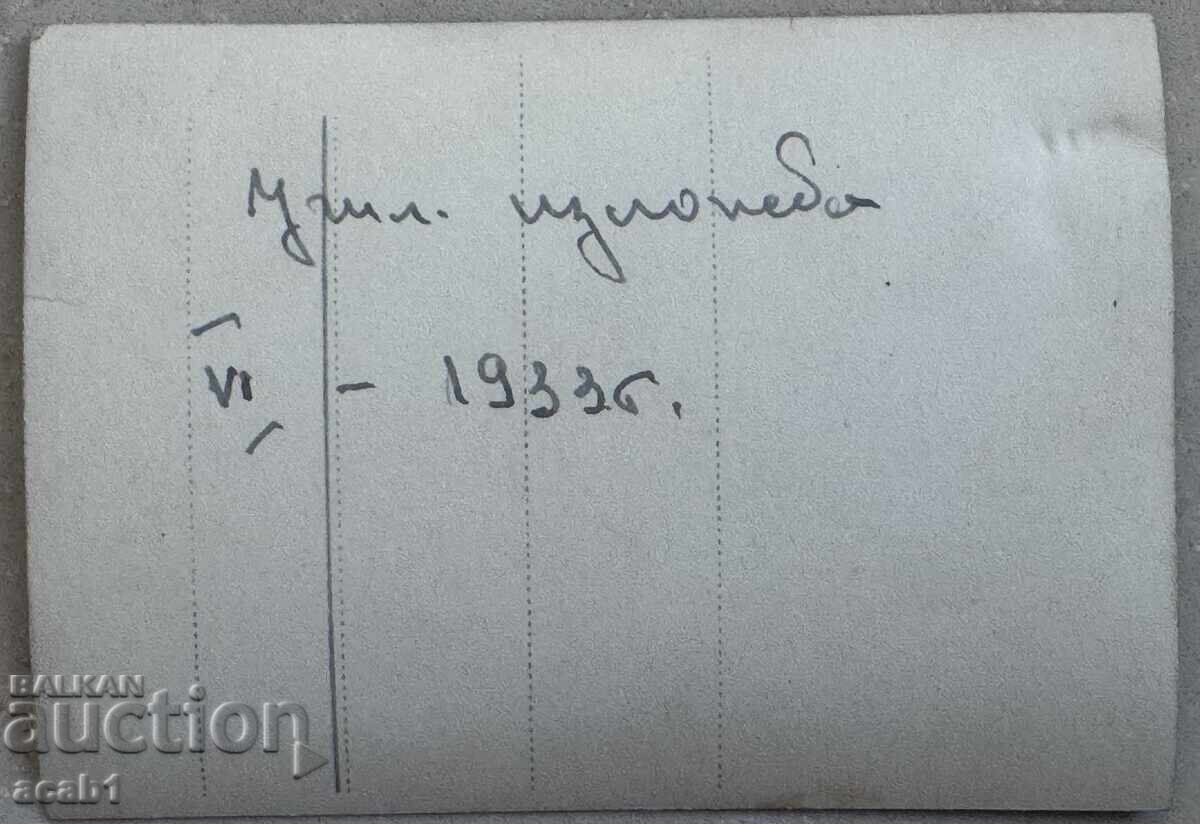 Учил. изложба
VI - 1933г.
BALKAN
auction
acab1